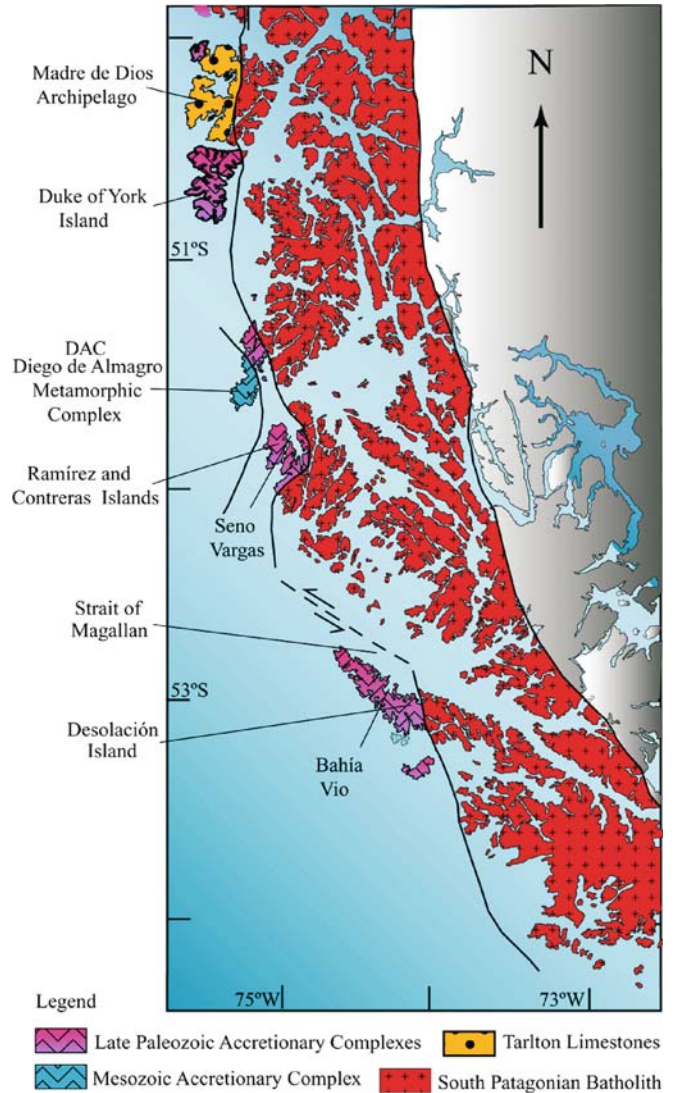 Madre de Dios
Archipelago
N
Duke of York
Island
51ºS
DAC
Diego de Almagro
Metamorphic
Complex
Ramírez and
Contreras Islands
Seno
Vargas
Strait of
Magallan
53ºS
Desolación
Island
Bahía
Vio
75ºW
73ºW
Legend
Late Paleozoic Accretionary Complexes
Tarlton Limestones
Mesozoic Accretionary Complex
South Patagonian Batholith